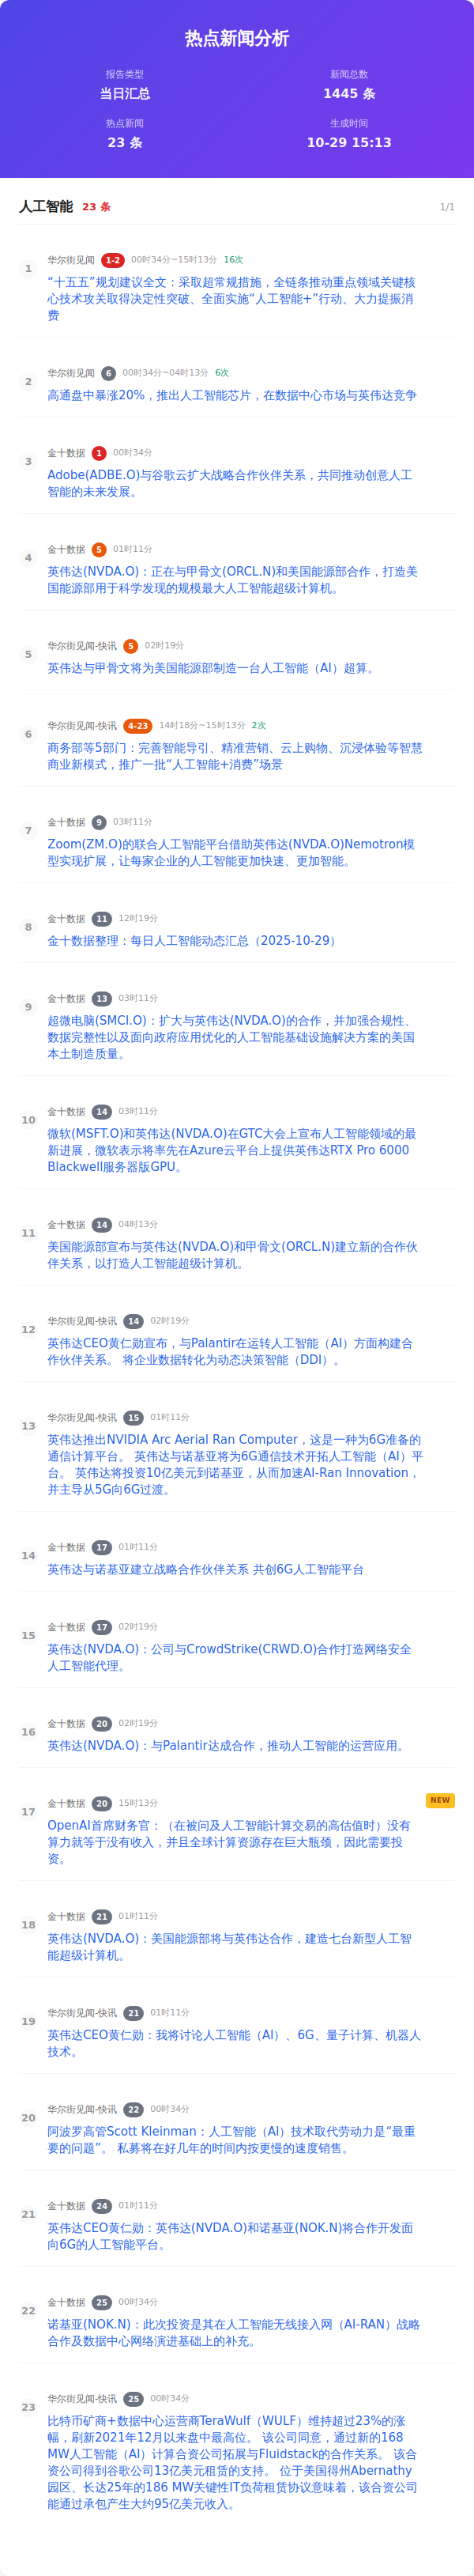 热点新闻分析
报告类型
当日汇总
新闻总数
1445 条
热点新闻
23 条
生成时间
10-29 15:13
人工智能 23 条 1/1
1
华尔街见闻 1-2 00时34分~15时13分 16次
“十五五”规划建议全文：采取超常规措施，全链条推动重点领域关键核
心技术攻关取得决定性突破、全面实施“人工智能+”行动、大力提振消
费
2
华尔街见闻 6 00时34分~04时13分 6次
高通盘中暴涨20%，推出人工智能芯片，在数据中心市场与英伟达竞争
3
金十数据 1 00时34分
Adobe(ADBE.O)与谷歌云扩大战略合作伙伴关系，共同推动创意人工
智能的未来发展。
4
金十数据 5 01时11分
英伟达(NVDA.O)：正在与甲骨文(ORCL.N)和美国能源部合作，打造美
国能源部用于科学发现的规模最大人工智能超级计算机。
5
华尔街见闻-快讯 5 02时19分
英伟达与甲骨文将为美国能源部制造一台人工智能（AI）超算。
6
华尔街见闻-快讯 4-23 14时18分~15时13分 2次
商务部等5部门：完善智能导引、精准营销、云上购物、沉浸体验等智慧
商业新模式，推广一批“人工智能+消费”场景
7
金十数据 9 03时11分
Zoom(ZM.O)的联合人工智能平台借助英伟达(NVDA.O)Nemotron模
型实现扩展，让每家企业的人工智能更加快速、更加智能。
8
金十数据 11 12时19分
金十数据整理：每日人工智能动态汇总（2025-10-29）
9
金十数据 13 03时11分
超微电脑(SMCI.O)：扩大与英伟达(NVDA.O)的合作，并加强合规性、
数据完整性以及面向政府应用优化的人工智能基础设施解决方案的美国
本土制造质量。
10
金十数据 14 03时11分
微软(MSFT.O)和英伟达(NVDA.O)在GTC大会上宣布人工智能领域的最
新进展，微软表示将率先在Azure云平台上提供英伟达RTX Pro 6000
Blackwell服务器版GPU。
11
金十数据 14 04时13分
美国能源部宣布与英伟达(NVDA.O)和甲骨文(ORCL.N)建立新的合作伙
伴关系，以打造人工智能超级计算机。
12
华尔街见闻-快讯 14 02时19分
英伟达CEO黄仁勋宣布，与Palantir在运转人工智能（AI）方面构建合
作伙伴关系。 将企业数据转化为动态决策智能（DDI）。
13
华尔街见闻-快讯 15 01时11分
英伟达推出NVIDIA Arc Aerial Ran Computer，这是一种为6G准备的
通信计算平台。 英伟达与诺基亚将为6G通信技术开拓人工智能（AI）平
台。 英伟达将投资10亿美元到诺基亚，从而加速AI-Ran Innovation，
并主导从5G向6G过渡。
14
金十数据 17 01时11分
英伟达与诺基亚建立战略合作伙伴关系 共创6G人工智能平台
15
金十数据 17 02时19分
英伟达(NVDA.O)：公司与CrowdStrike(CRWD.O)合作打造网络安全
人工智能代理。
16
金十数据 20 02时19分
英伟达(NVDA.O)：与Palantir达成合作，推动人工智能的运营应用。
17
金十数据 20 15时13分 NEW
OpenAI首席财务官：（在被问及人工智能计算交易的高估值时）没有
算力就等于没有收入，并且全球计算资源存在巨大瓶颈，因此需要投
资。
18
金十数据 21 01时11分
英伟达(NVDA.O)：美国能源部将与英伟达合作，建造七台新型人工智
能超级计算机。
19
华尔街见闻-快讯 21 01时11分
英伟达CEO黄仁勋：我将讨论人工智能（AI）、6G、量子计算、机器人
技术。
20
华尔街见闻-快讯 22 00时34分
阿波罗高管Scott Kleinman：人工智能（AI）技术取代劳动力是“最重
要的问题”。 私募将在好几年的时间内按更慢的速度销售。
21
金十数据 24 01时11分
英伟达CEO黄仁勋：英伟达(NVDA.O)和诺基亚(NOK.N)将合作开发面
向6G的人工智能平台。
22
金十数据 25 00时34分
诺基亚(NOK.N)：此次投资是其在人工智能无线接入网（AI-RAN）战略
合作及数据中心网络演进基础上的补充。
23
华尔街见闻-快讯 25 00时34分
比特币矿商+数据中心运营商TeraWulf（WULF）维持超过23%的涨
幅，刷新2021年12月以来盘中最高位。 该公司同意，通过新的168
MW人工智能（AI）计算合资公司拓展与Fluidstack的合作关系。 该合
资公司得到谷歌公司13亿美元租赁的支持。 位于美国得州Abernathy
园区、长达25年的186 MW关键性IT负荷租赁协议意味着，该合资公司
能通过承包产生大约95亿美元收入。